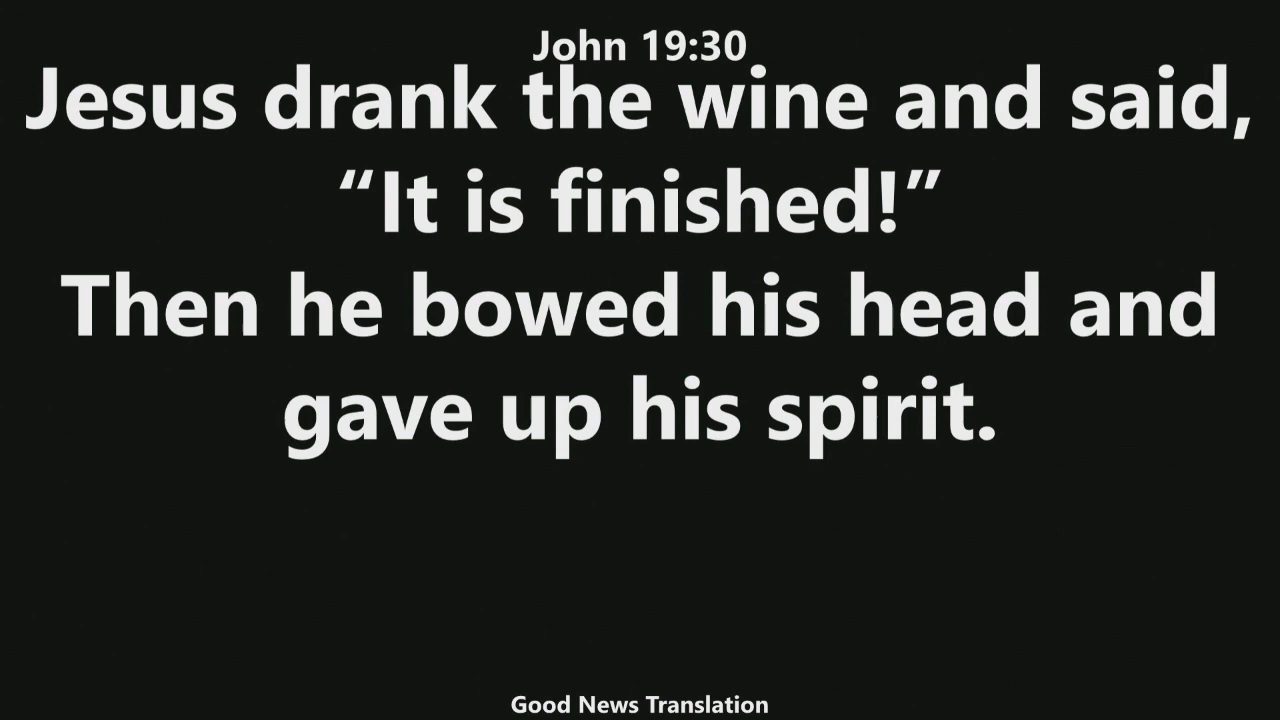 John 19:30
Jesus drank the wine and said,
“It is finished!”
Then he bowed his head and
gave up his spirit.
Good News Translation